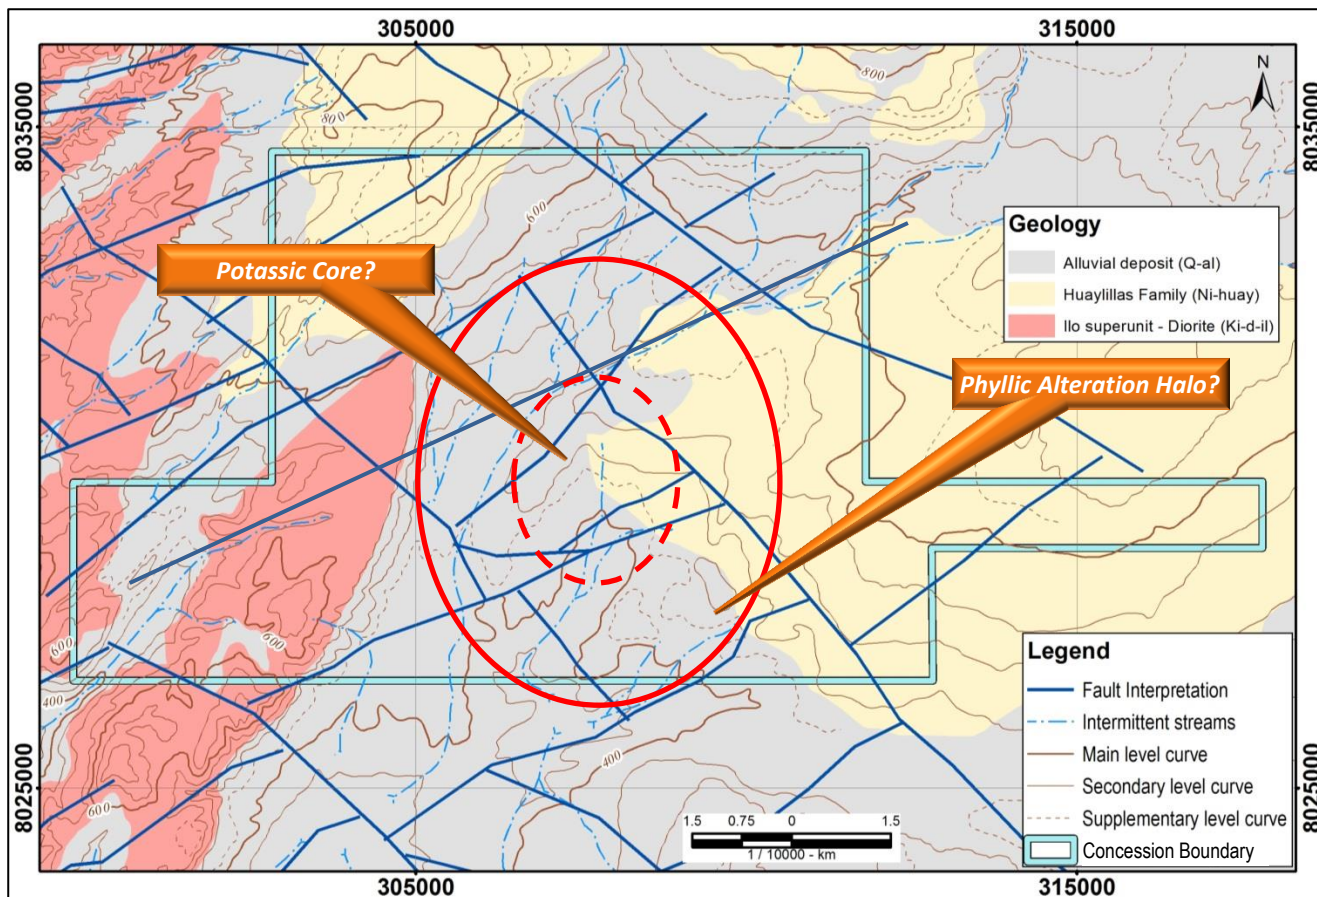 305000
315000
N
8035000
8035000
800
800
600
Geology
Alluvial deposit (Q-al)
Huaylillas Family (Ni-huay)
Ilo superunit - Diorite (Ki-d-il)
Potassic Core?
Phyllic Alteration Halo?
600
600
400
600
400
8025000
8025000
Legend
Fault Interpretation
Intermittent streams
Main level curve
Secondary level curve
Supplementary level curve
Concession Boundary
1.5 0.75 0 1.5
1 / 10000 - km
305000
315000